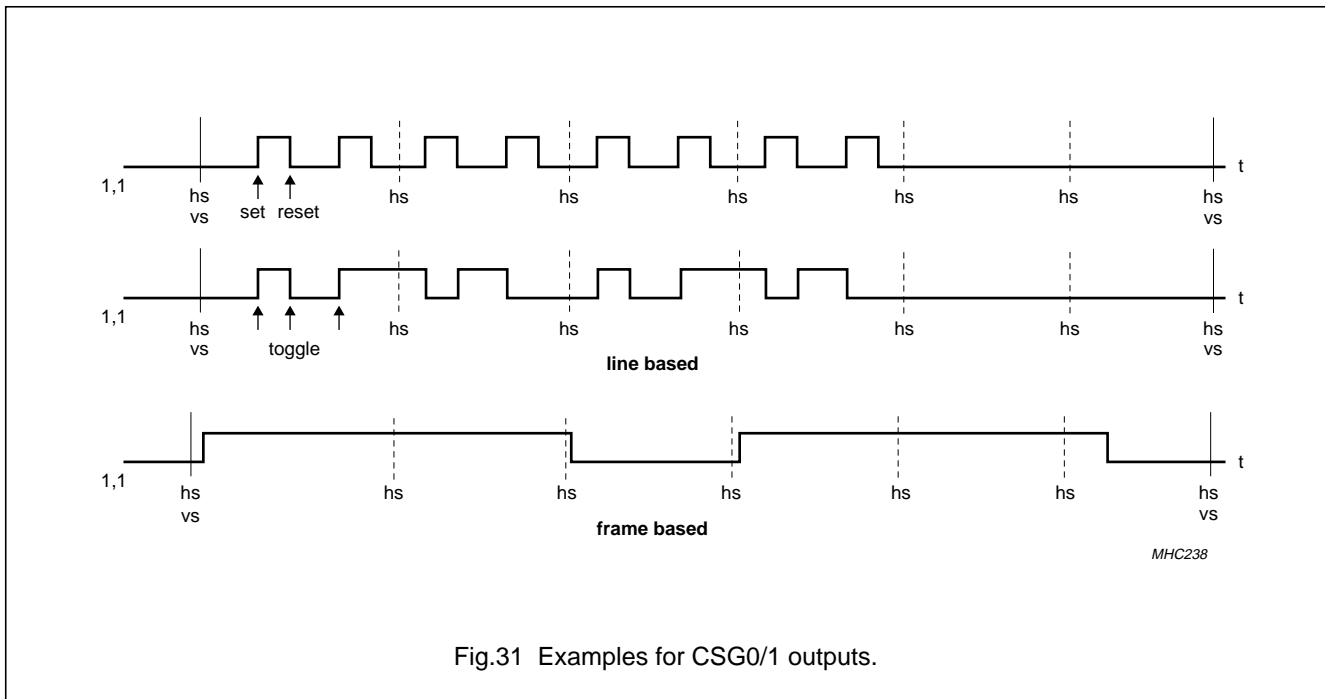 t
1,1
hs hs hs hs hs hs hs
vs set reset vs
t
1,1
hs hs hs hs hs hs hs
vs toggle vs
line based
t
1,1
hs hs hs hs hs hs hs
vs vs
frame based
MHC238
Fig.31 Examples for CSG0/1 outputs.